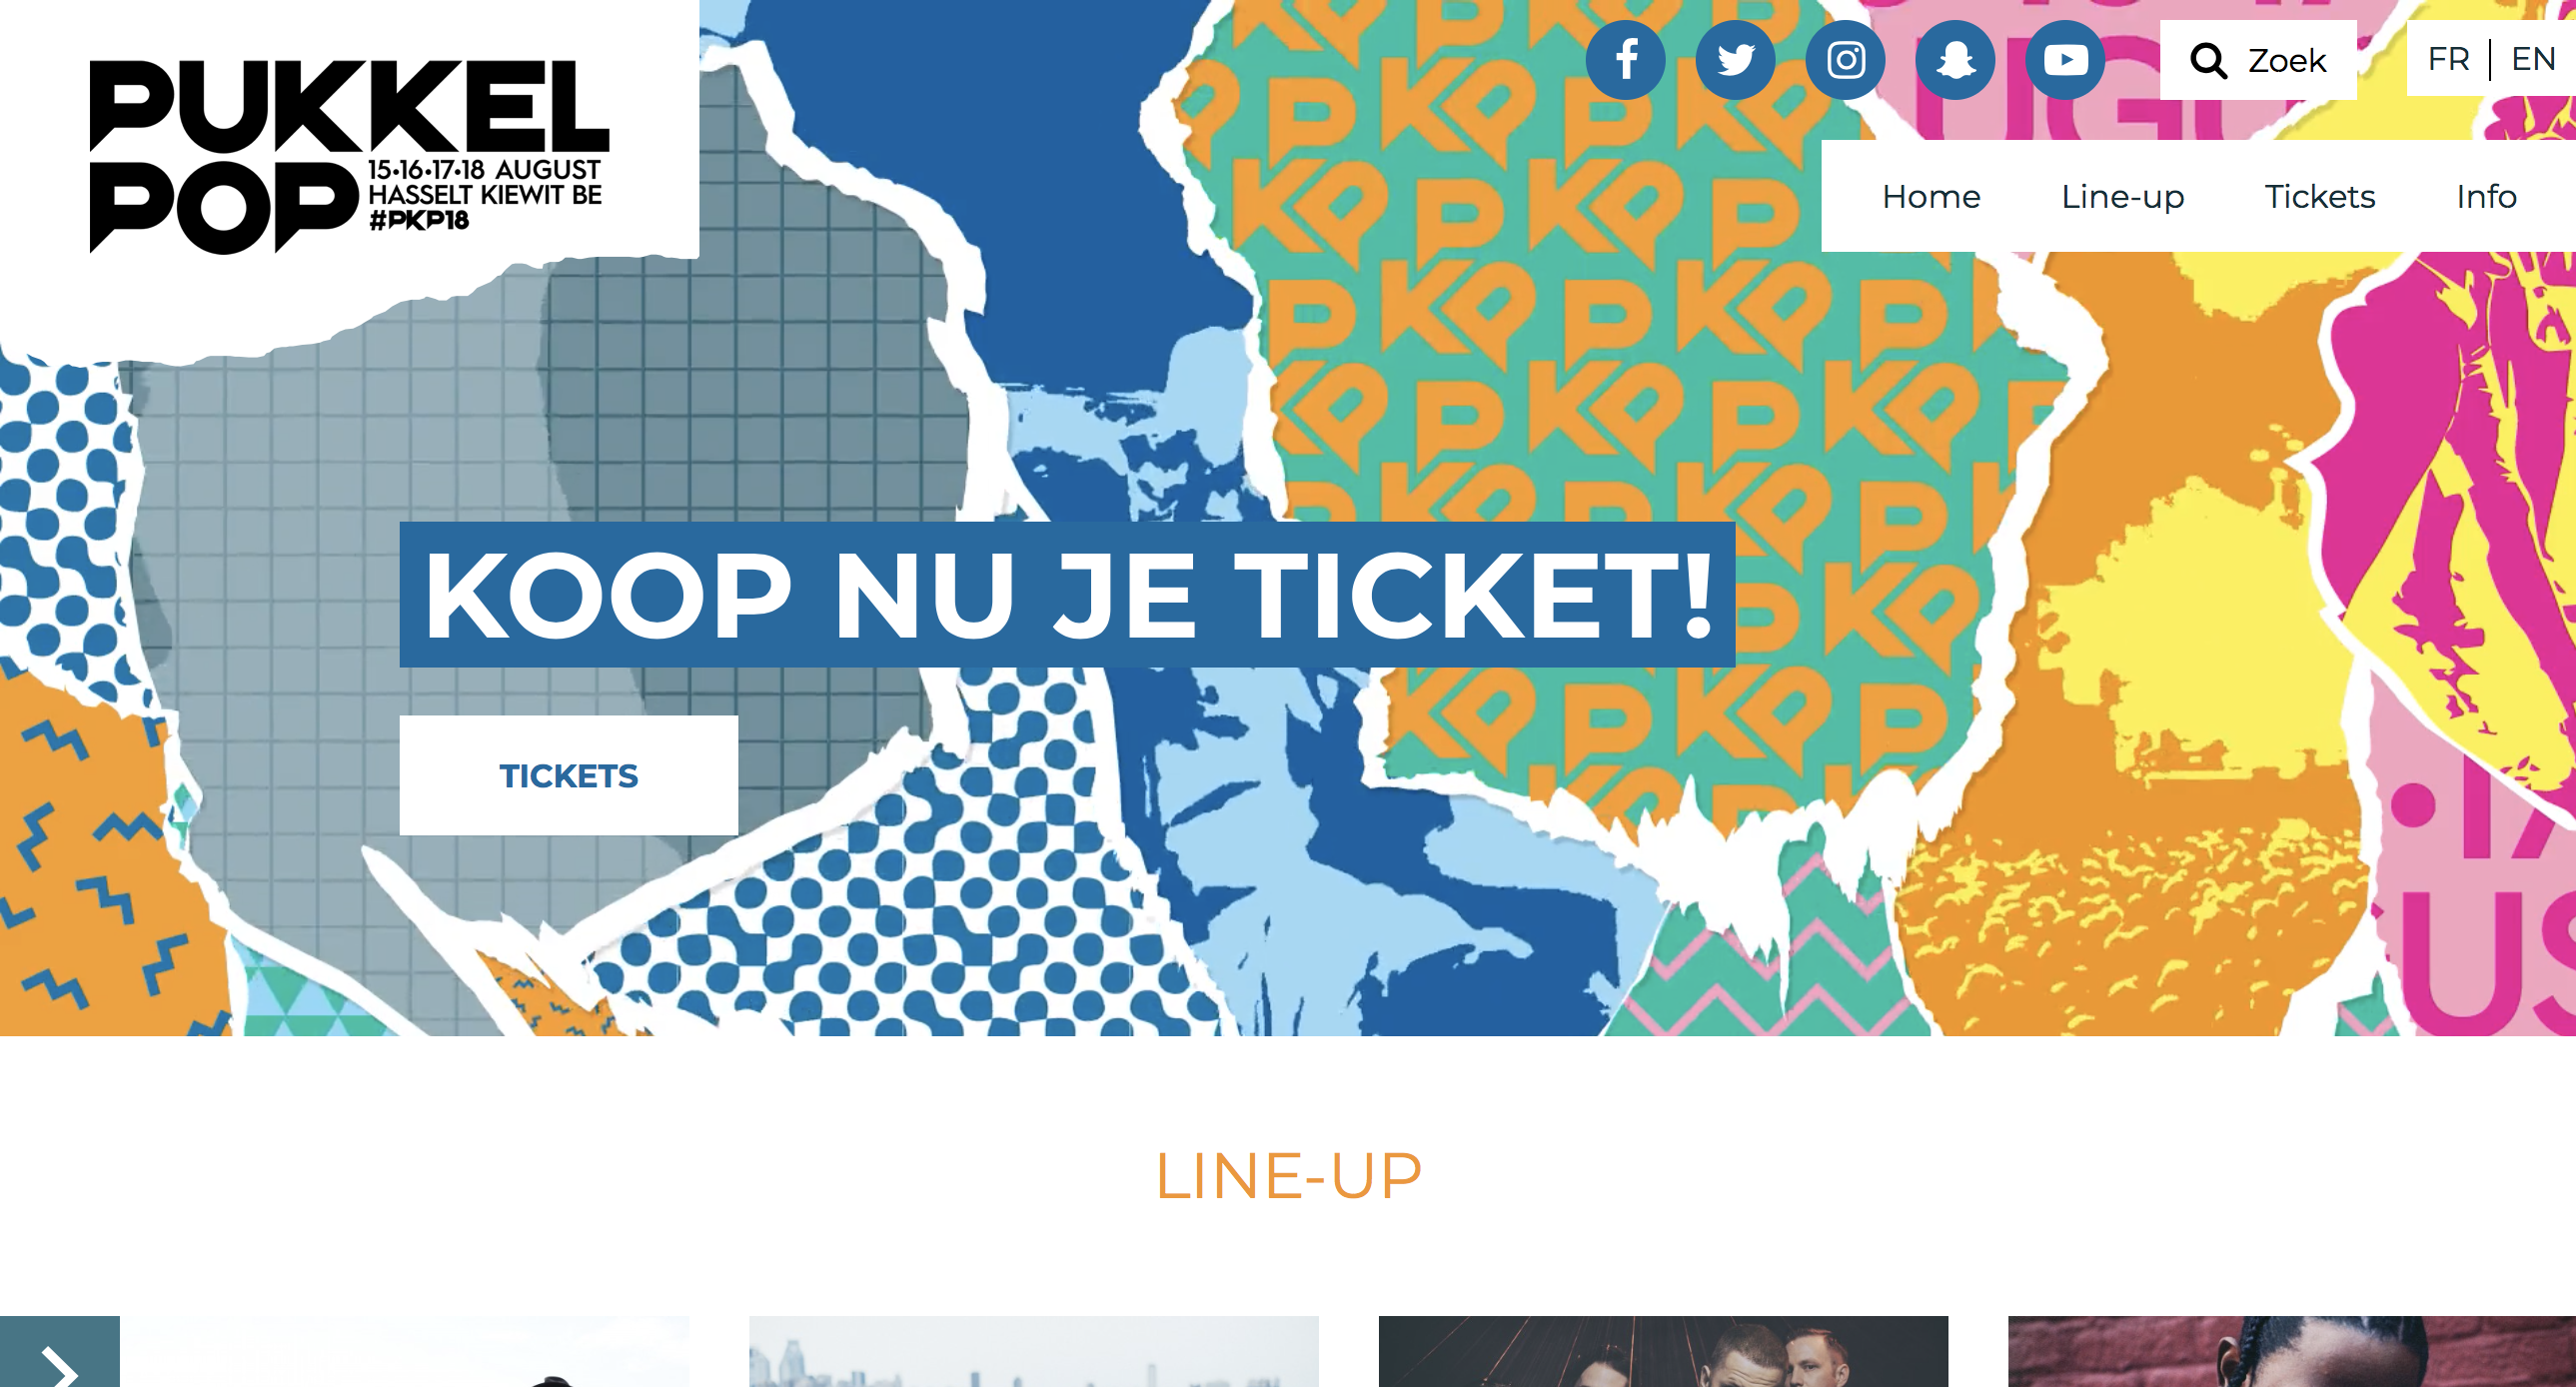 PUKKEL
POP
15•16•17•18 AUGUST
HASSELT KIEWIT BE
#PKP18
Zoek
FR | EN
Home Line-up Tickets Info
KOOP NU JE TICKET!
TICKETS
LINE-UP